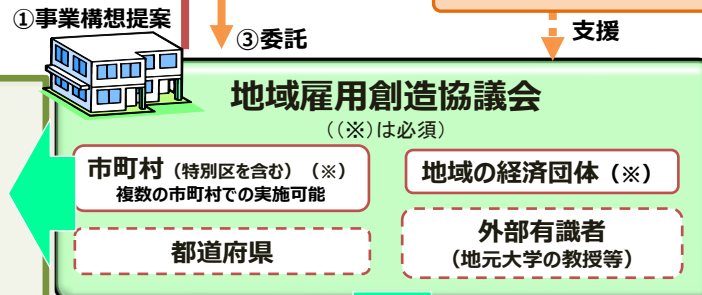 ①事業構想提案
③委託
支援
地域雇用創造協議会
((※)は必須)
市町村（特別区を含む）（※）
複数の市町村での実施可能
地域の経済団体（※）
都道府県
外部有識者
（地元大学の教授等）